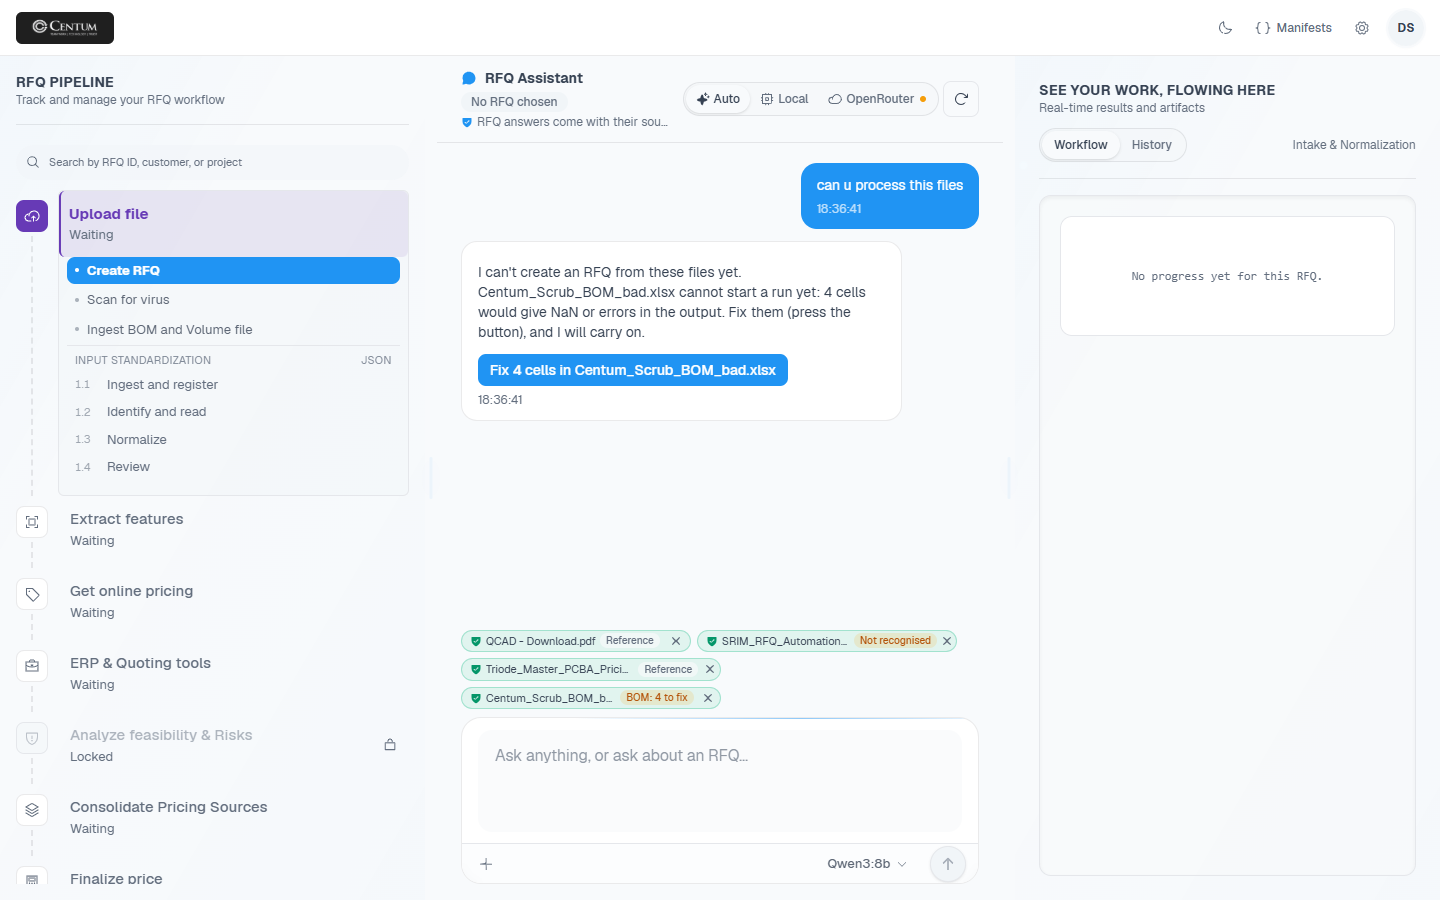 CENTUM
Manifests
DS
RFQ PIPELINE
Track and manage your RFQ workflow
Search by RFQ ID, customer, or project
Upload file
Waiting
Create RFQ
Scan for virus
Ingest BOM and Volume file
INPUT STANDARDIZATION JSON
1.1 Ingest and register
1.2 Identify and read
1.3 Normalize
1.4 Review
Extract features
Waiting
Get online pricing
Waiting
ERP & Quoting tools
Waiting
Analyze feasibility & Risks
Locked
Consolidate Pricing Sources
Waiting
Finalize price
RFQ Assistant
No RFQ chosen
RFQ answers come with their sou...
Auto Local OpenRouter
can u process this files
18:36:41
I can't create an RFQ from these files yet.
Centum_Scrub_BOM_bad.xlsx cannot start a run yet: 4 cells
would give NaN or errors in the output. Fix them (press the
button), and I will carry on.
Fix 4 cells in Centum_Scrub_BOM_bad.xlsx
18:36:41
QCAD - Download.pdf Reference
SRIM_RFQ_Automation... Not recognised
Triode_Master_PCBA_Prici... Reference
Centum_Scrub_BOM_b... BOM: 4 to fix
Ask anything, or ask about an RFQ...
Qwen3:8b
SEE YOUR WORK, FLOWING HERE
Real-time results and artifacts
Workflow History Intake & Normalization
No progress yet for this RFQ.